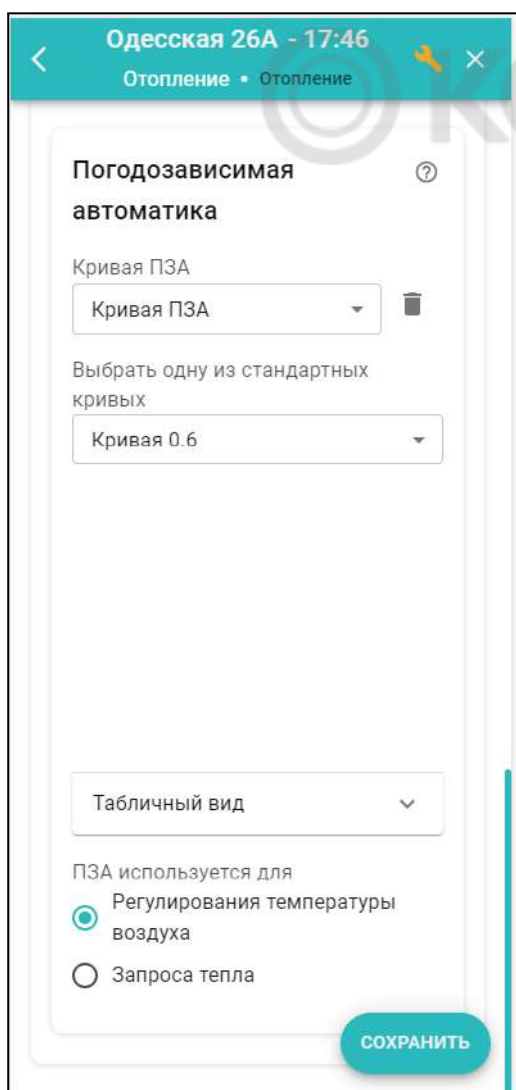 Одесская 26А - 17:46
Отопление • Отопление
Погодозависимая
автоматика
Кривая ПЗА
Кривая ПЗА
Выбрать одну из стандартных
кривых
Кривая 0.6
Табличный вид
ПЗА используется для
Регулирования температуры
воздуха
Запроса тепла
СОХРАНИТЬ